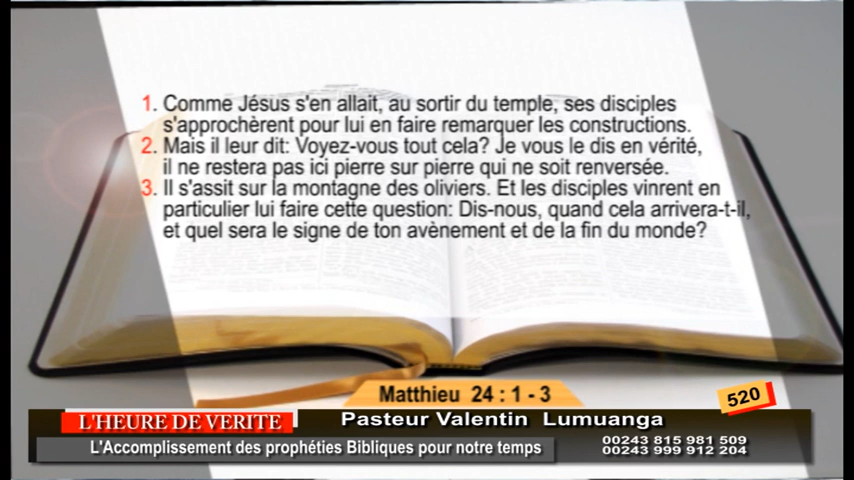 1. Comme Jésus s'en allait, au sortir du temple, ses disciples
s'approchèrent pour lui en faire remarquer les constructions.
2. Mais il leur dit: Voyez-vous tout cela? Je vous le dis en vérité,
il ne restera pas ici pierre sur pierre qui ne soit renversée.
3. Il s'assit sur la montagne des oliviers. Et les disciples vinrent en
particulier lui faire cette question: Dis-nous, quand cela arrivera-t-il,
et quel sera le signe de ton avènement et de la fin du monde?
Matthieu 24 : 1 - 3
520
L'HEURE DE VERITE
Pasteur Valentin Lumuanga
L'Accomplissement des prophéties Bibliques pour notre temps
00243 815 981 509
00243 999 912 204